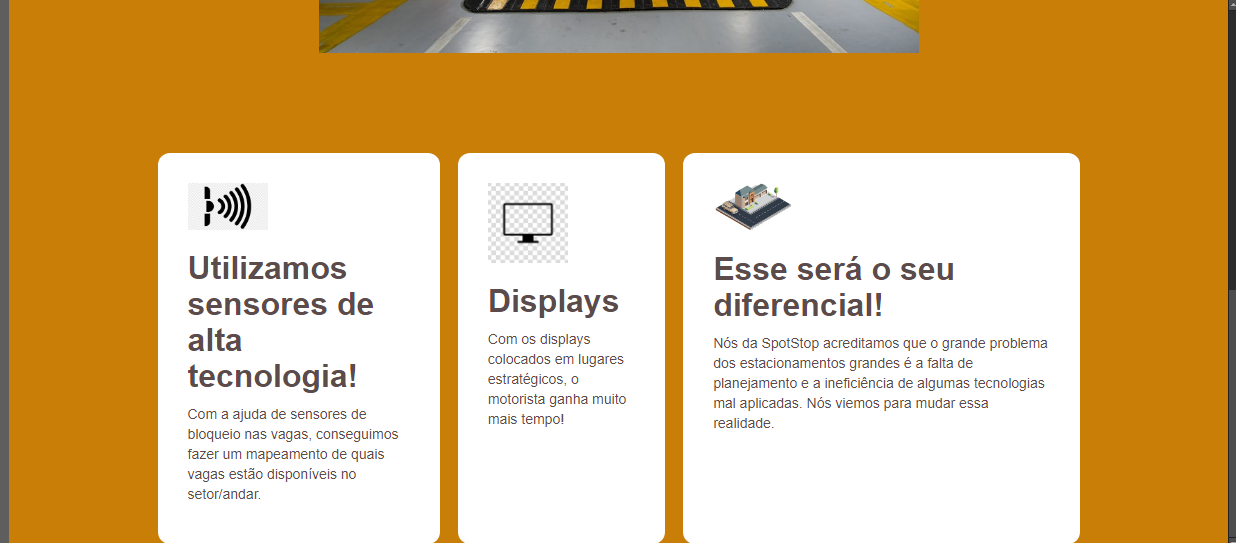 Utilizamos
sensores de
alta
tecnologia!
Com a ajuda de sensores de
bloqueio nas vagas, conseguimos
fazer um mapeamento de quais
vagas estão disponíveis no
setor/andar.
Displays
Com os displays
colocados em lugares
estratégicos, o
motorista ganha muito
mais tempo!
Esse será o seu
diferencial!
Nós da SpotStop acreditamos que o grande problema
dos estacionamentos grandes é a falta de
planejamento e a ineficiência de algumas tecnologias
mal aplicadas. Nós viemos para mudar essa
realidade.